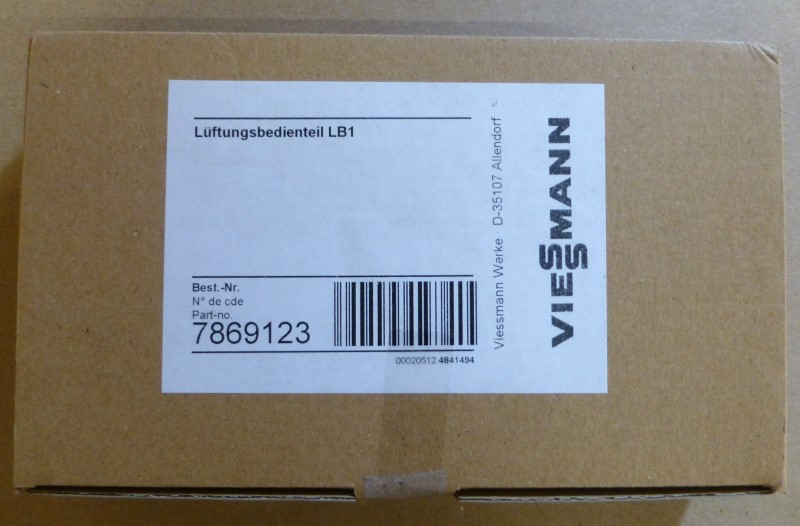 Lüftungsbedienteil LB1
Best.-Nr.
N° de cde
Part-no.
7869123
00020512 4841494
Viessmann Werke · D-35107 Allendorf
VIESSMANN